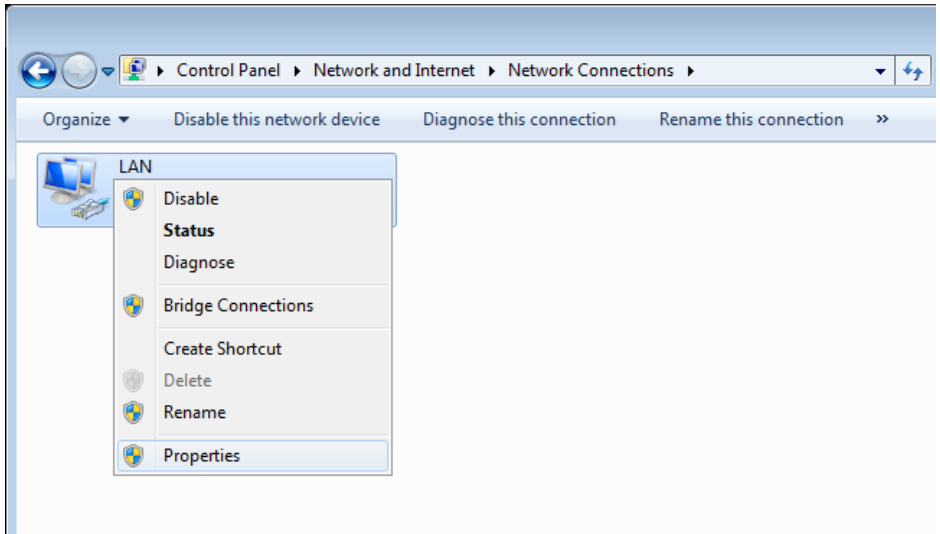 Control Panel Network and Internet Network Connections
Organize Disable this network device Diagnose this connection Rename this connection »
LAN
Disable
Status
Diagnose
Bridge Connections
Create Shortcut
Delete
Rename
Properties